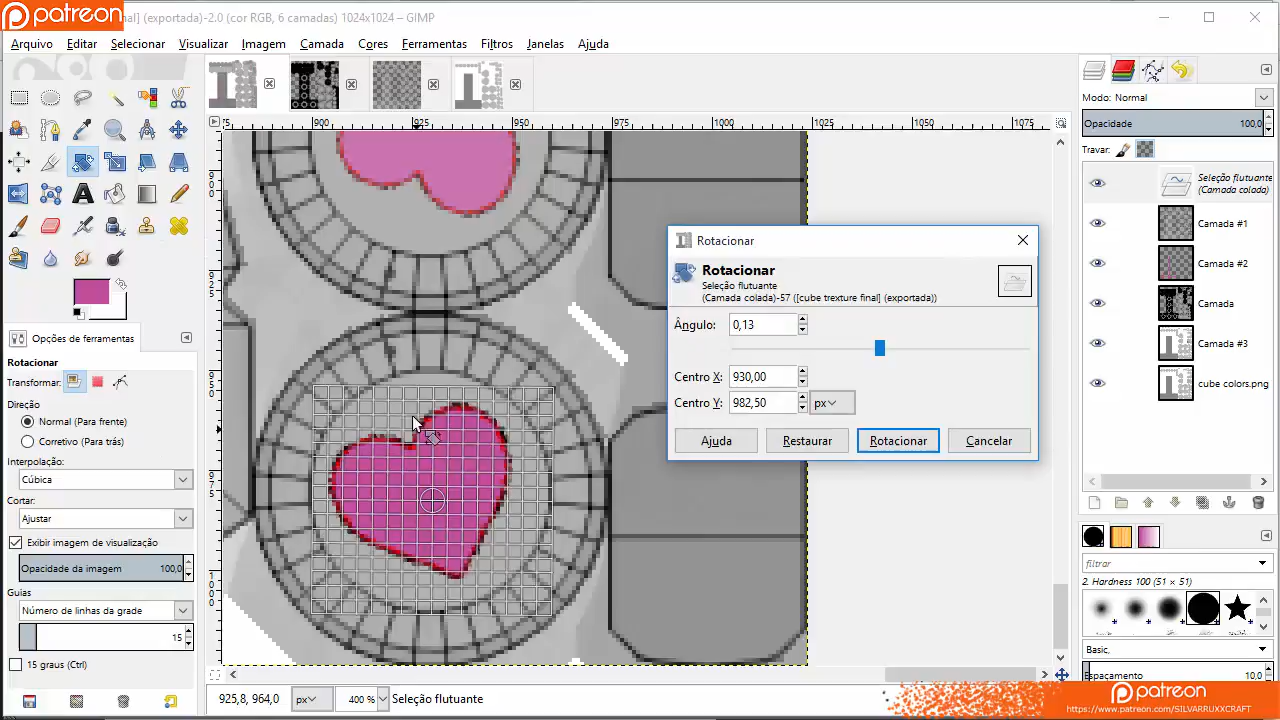 patreon
nal] (exportada)-2.0 (cor RGB, 6 camadas) 1024x1024 – GIMP
Arquivo Editar Selecionar Visualizar Imagem Camada Cores Ferramentas Filtros Janelas Ajuda
Modo: Normal
Opacidade 100,0
Travar:
75 900 925 950 975 1000 1025 1050 1075
Seleção flutuante
(Camada colada)
Camada #1
Camada #2
Camada
Camada #3
cube colors.png
Rotacionar
Rotacionar
Seleção flutuante
(Camada colada)-57 ([cube trexture final] (exportada))
Ângulo: 0,13
Centro X: 930,00
Centro Y: 982,50 px
Ajuda Restaurar Rotacionar Cancelar
Opções de ferramentas
Rotacionar
Transformar:
Direção
Normal (Para frente)
Corretivo (Para trás)
Interpolação:
Cúbica
Cortar:
Ajustar
Exibir imagem de visualização
Opacidade da imagem 100,0
Guias
Número de linhas da grade
15
15 graus (Ctrl)
900
925
950
975
1000
filtrar
2. Hardness 100 (51 × 51)
Basic,
Espaçamento 10,0
925,8, 964,0 px 400 % Seleção flutuante
patreon
https://www.patreon.com/SILVARRUXXCRAFT